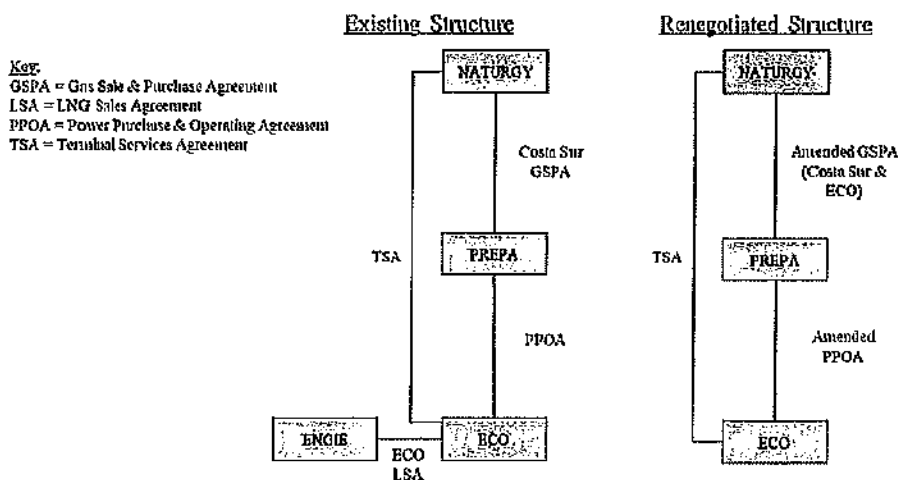 Existing Structure
Renegotiated Structure
Key:
GSPA = Gas Sale & Purchase Agreement
LSA = LNG Sales Agreement
PPOA = Power Purchase & Operating Agreement
TSA = Terminal Services Agreement
NATURGY
Costa Sur
GSPA
TSA
PREPA
PPOA
ENGIE
ECO
LSA
ECO
NATURGY
Amended GSPA
(Costa Sur &
ECO)
TSA
PREPA
Amended
PPOA
ECO